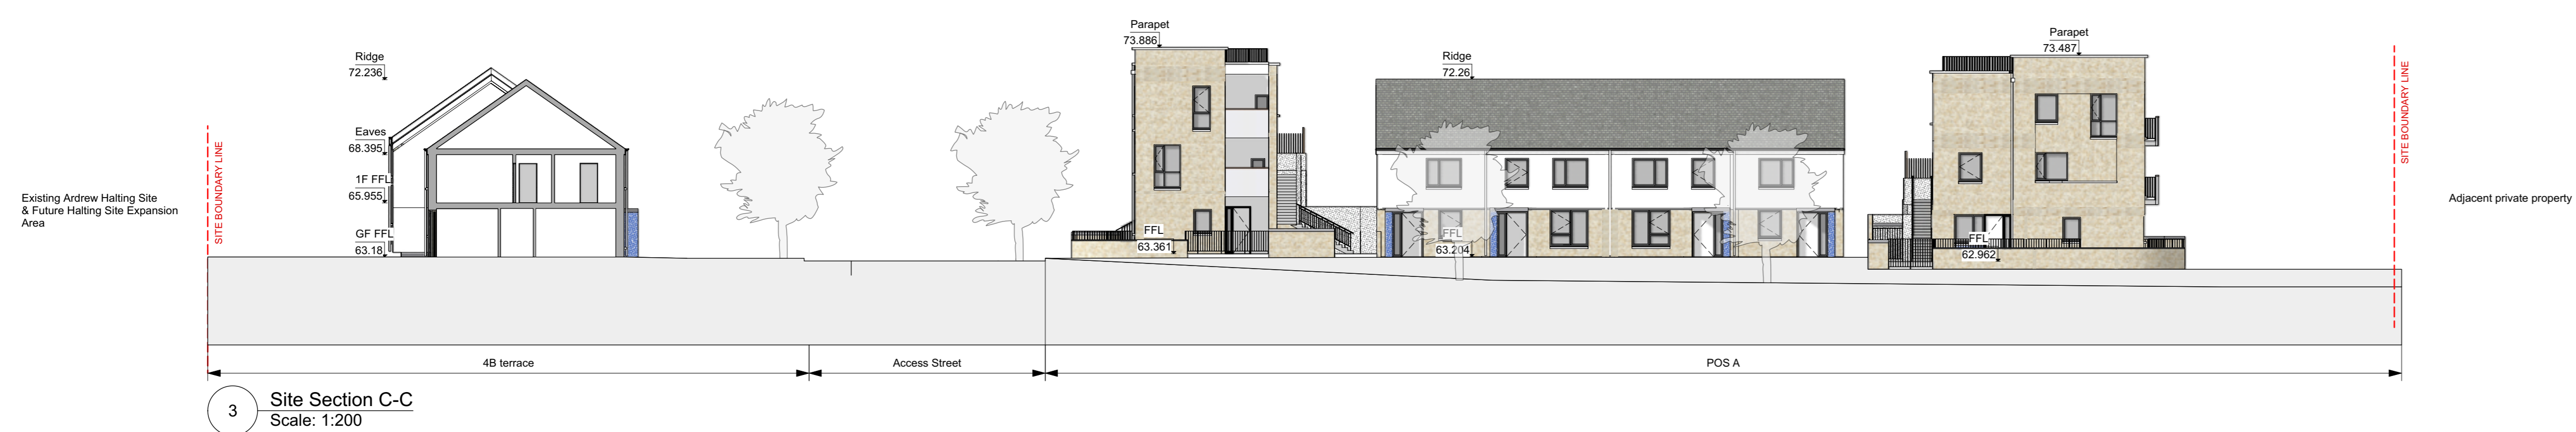 Parapet
73.886
Ridge
72.236
Ridge
72.26
Parapet
73.487
SITE BOUNDARY LINE
SITE BOUNDARY LINE
Eaves
68.395
1F FFL
65.955
GF FFL
63.18
Existing Ardrew Halting Site
& Future Halting Site Expansion
Area
FFL
63.361
FFL
63.204
FFL
62.962
Adjacent private property
4B terrace
Access Street
POS A
3
Site Section C-C
Scale: 1:200